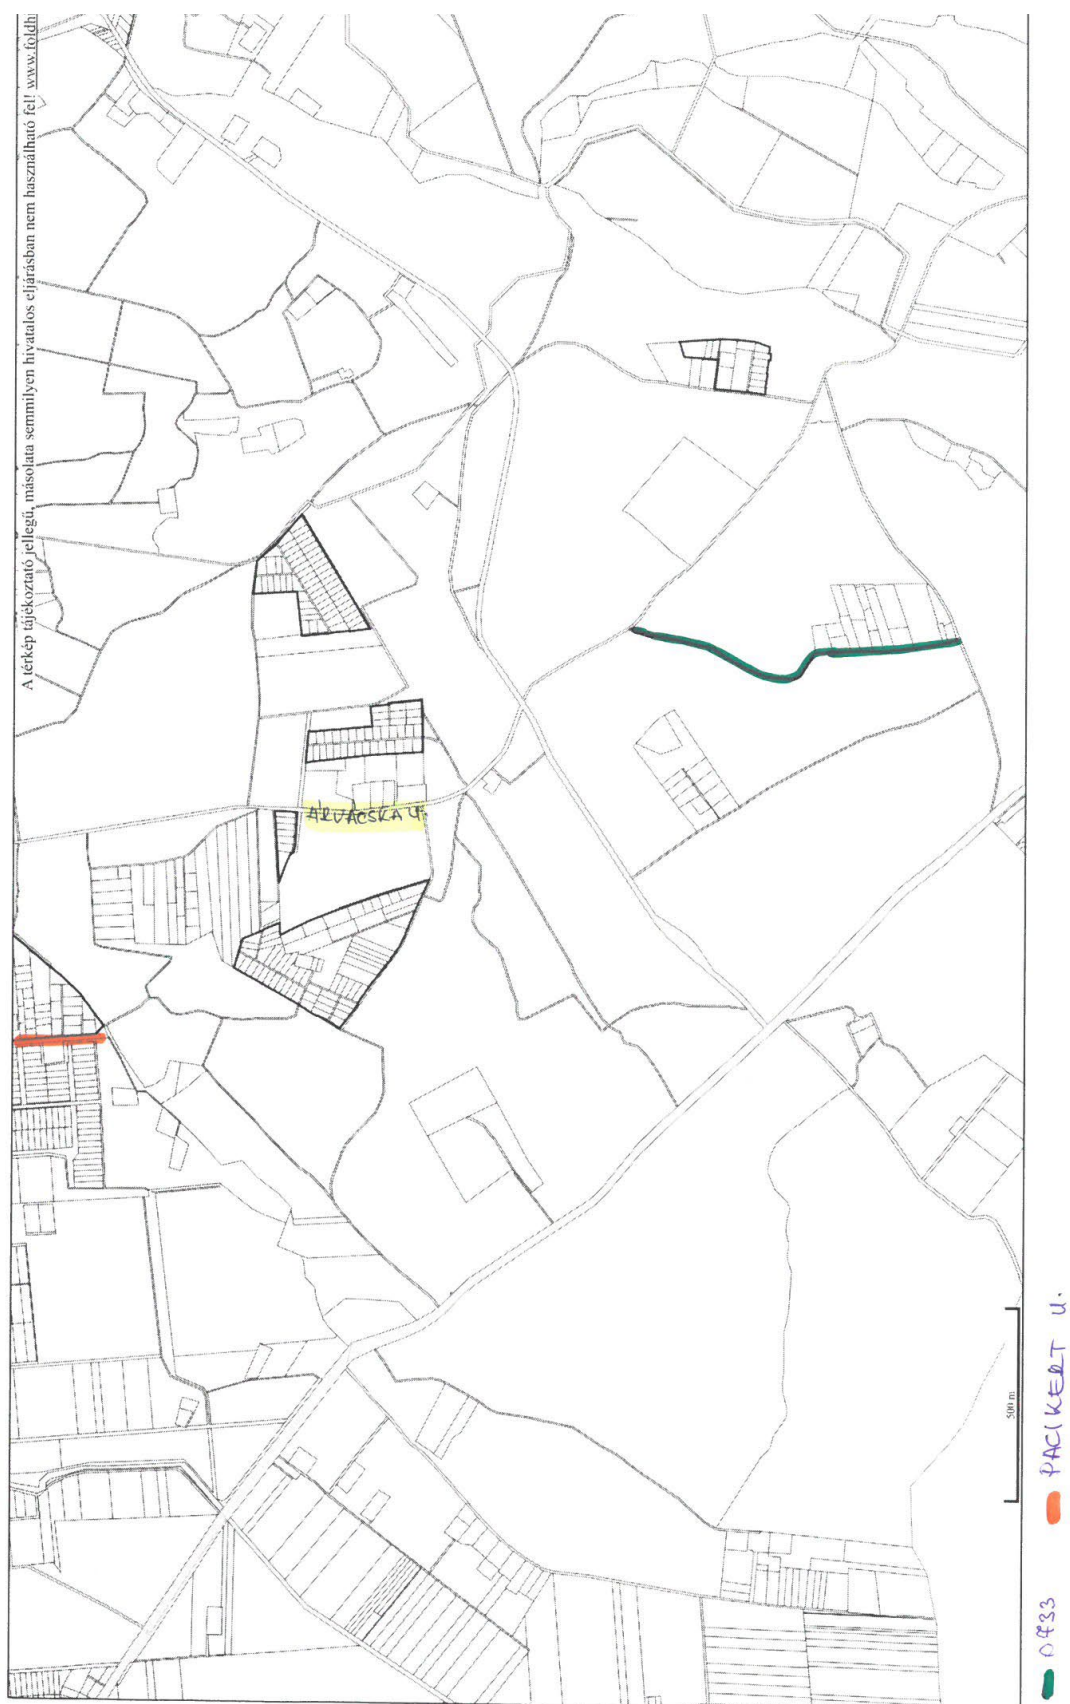 A térkép tájékoztató jellegű, másolata semmilyen hivatalos eljárásban nem használható fel! www.foldh
ÁRVÁCSKA U.
500 m
0733
PACIKERT U.